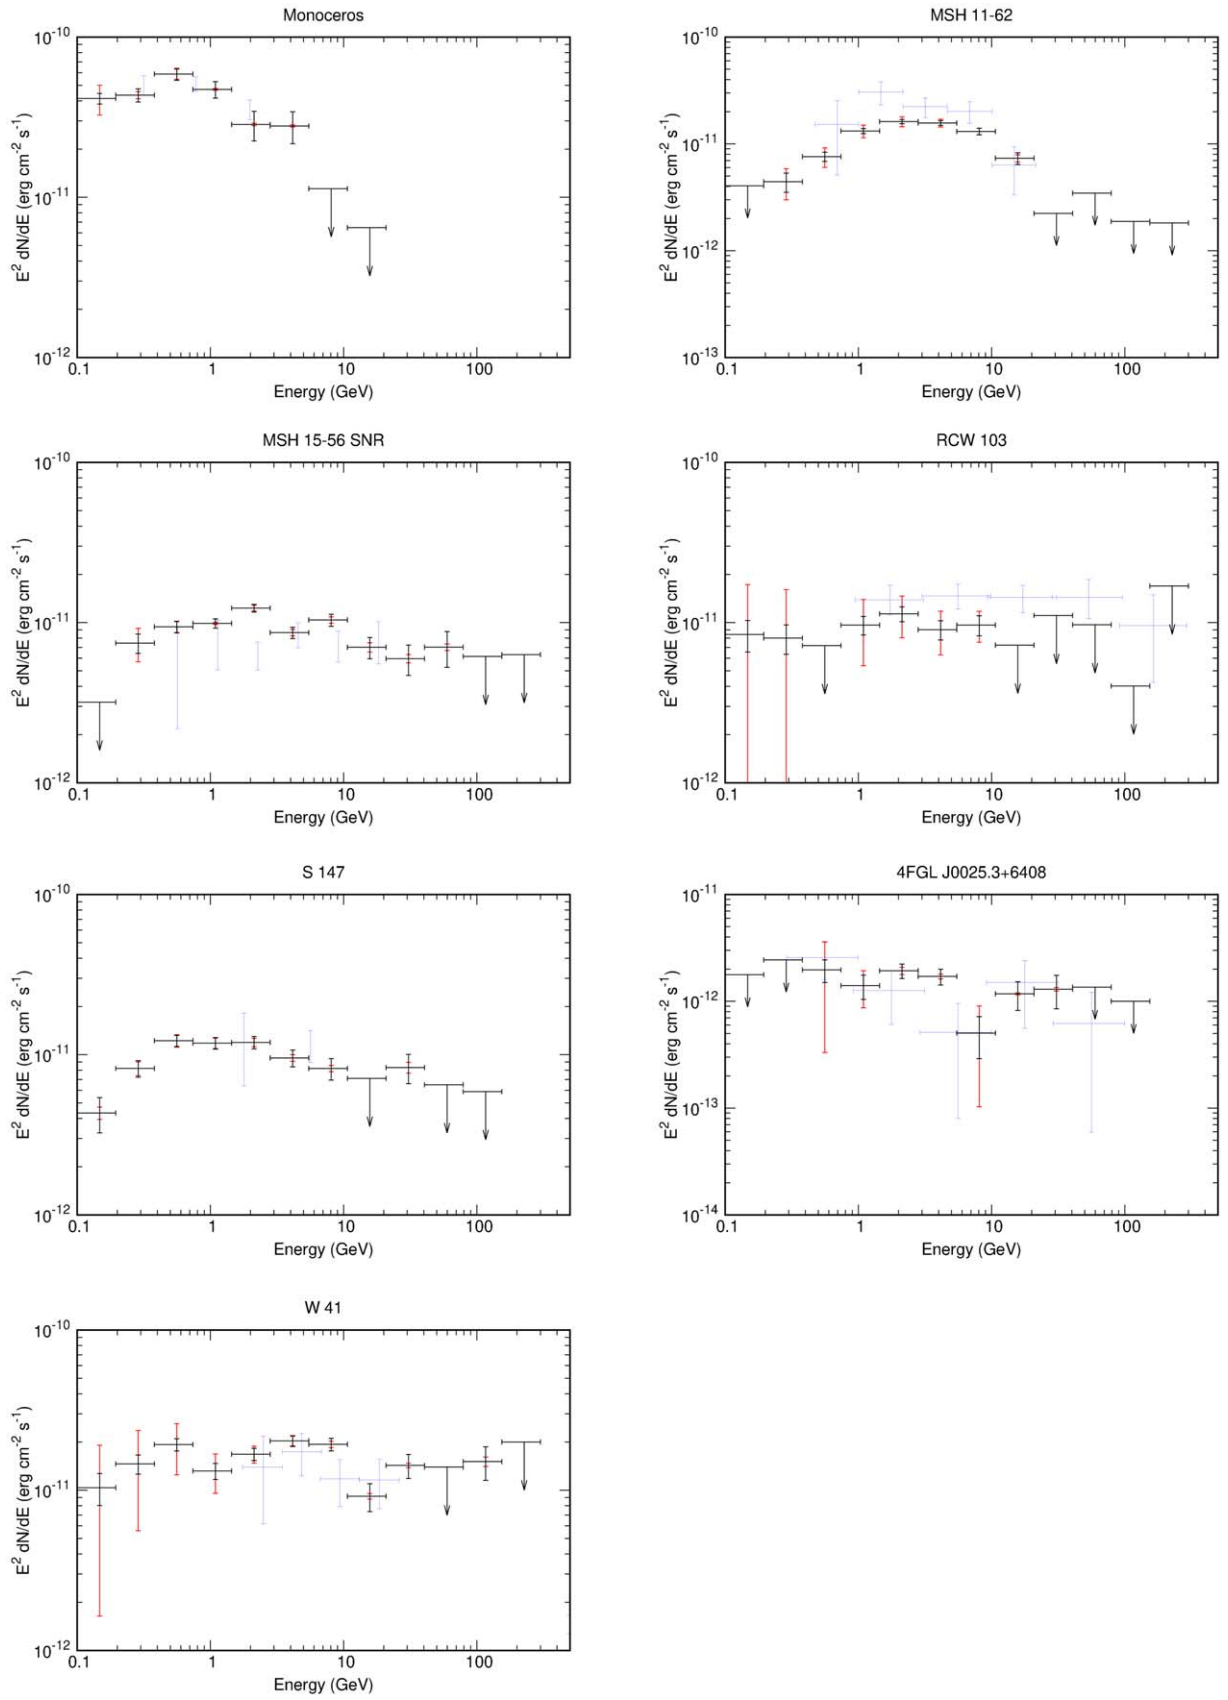 Monoceros
10^-10
10^-11
10^-12
E^2 dN/dE (erg cm^-2 s^-1)
0.1 1 10 100
Energy (GeV)
MSH 11-62
10^-10
10^-11
10^-12
10^-13
E^2 dN/dE (erg cm^-2 s^-1)
0.1 1 10 100
Energy (GeV)
MSH 15-56 SNR
10^-10
10^-11
10^-12
E^2 dN/dE (erg cm^-2 s^-1)
0.1 1 10 100
Energy (GeV)
RCW 103
10^-10
10^-11
10^-12
E^2 dN/dE (erg cm^-2 s^-1)
0.1 1 10 100
Energy (GeV)
S 147
10^-10
10^-11
10^-12
E^2 dN/dE (erg cm^-2 s^-1)
0.1 1 10 100
Energy (GeV)
4FGL J0025.3+6408
10^-11
10^-12
10^-13
10^-14
E^2 dN/dE (erg cm^-2 s^-1)
0.1 1 10 100
Energy (GeV)
W 41
10^-10
10^-11
10^-12
E^2 dN/dE (erg cm^-2 s^-1)
0.1 1 10 100
Energy (GeV)